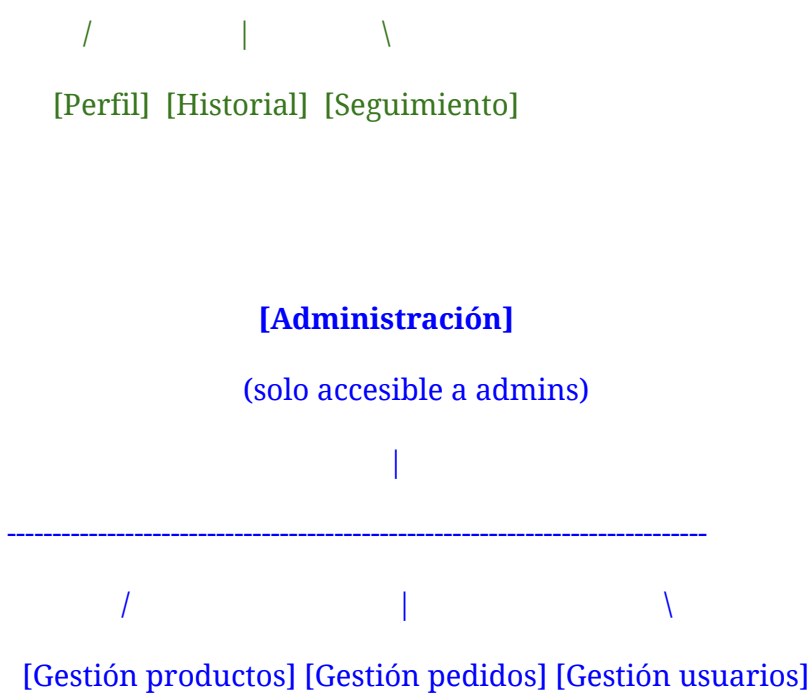 / | \
[Perfil] [Historial] [Seguimiento]
[Administración]
(solo accesible a admins)
|
------------------------------------------------------------------------------
/ | \
[Gestión productos] [Gestión pedidos] [Gestión usuarios]